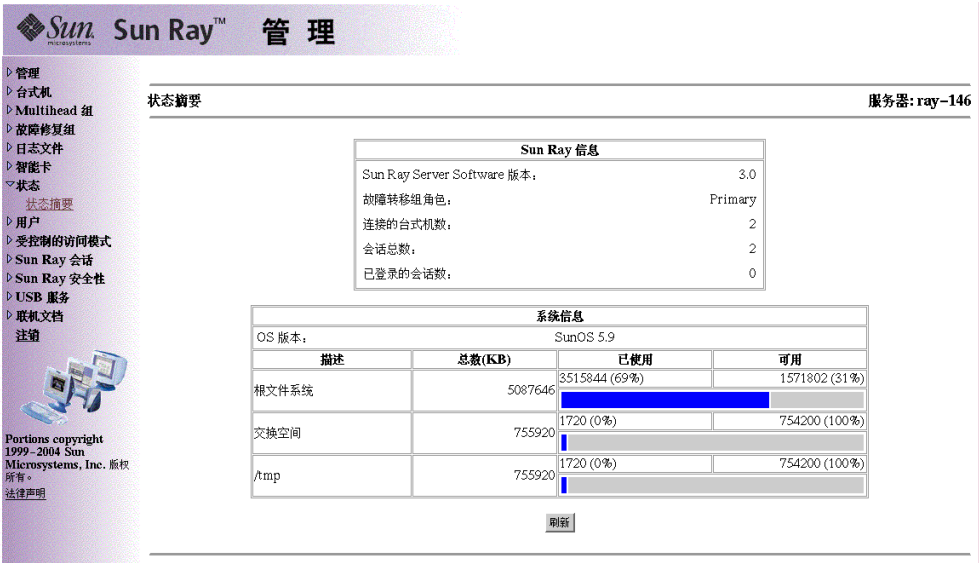 Sun
microsystems
Sun Ray™ 管 理
管理
台式机
Multihead 组
故障修复组
日志文件
智能卡
状态
状态摘要
用户
受控制的访问模式
Sun Ray 会话
Sun Ray 安全性
USB 服务
联机文档
注销
Portions copyright
1999-2004 Sun
Microsystems, Inc. 版权
所有。
法律声明
状态摘要 服务器: ray-146
Sun Ray 信息
Sun Ray Server Software 版本： 3.0
故障转移组角色： Primary
连接的台式机数： 2
会话总数： 2
已登录的会话数： 0
系统信息
OS 版本： SunOS 5.9
描述 总数(KB) 已使用 可用
根文件系统 5087646 3515844 (69%) 1571802 (31%)
交换空间 755920 1720 (0%) 754200 (100%)
/tmp 755920 1720 (0%) 754200 (100%)
刷新